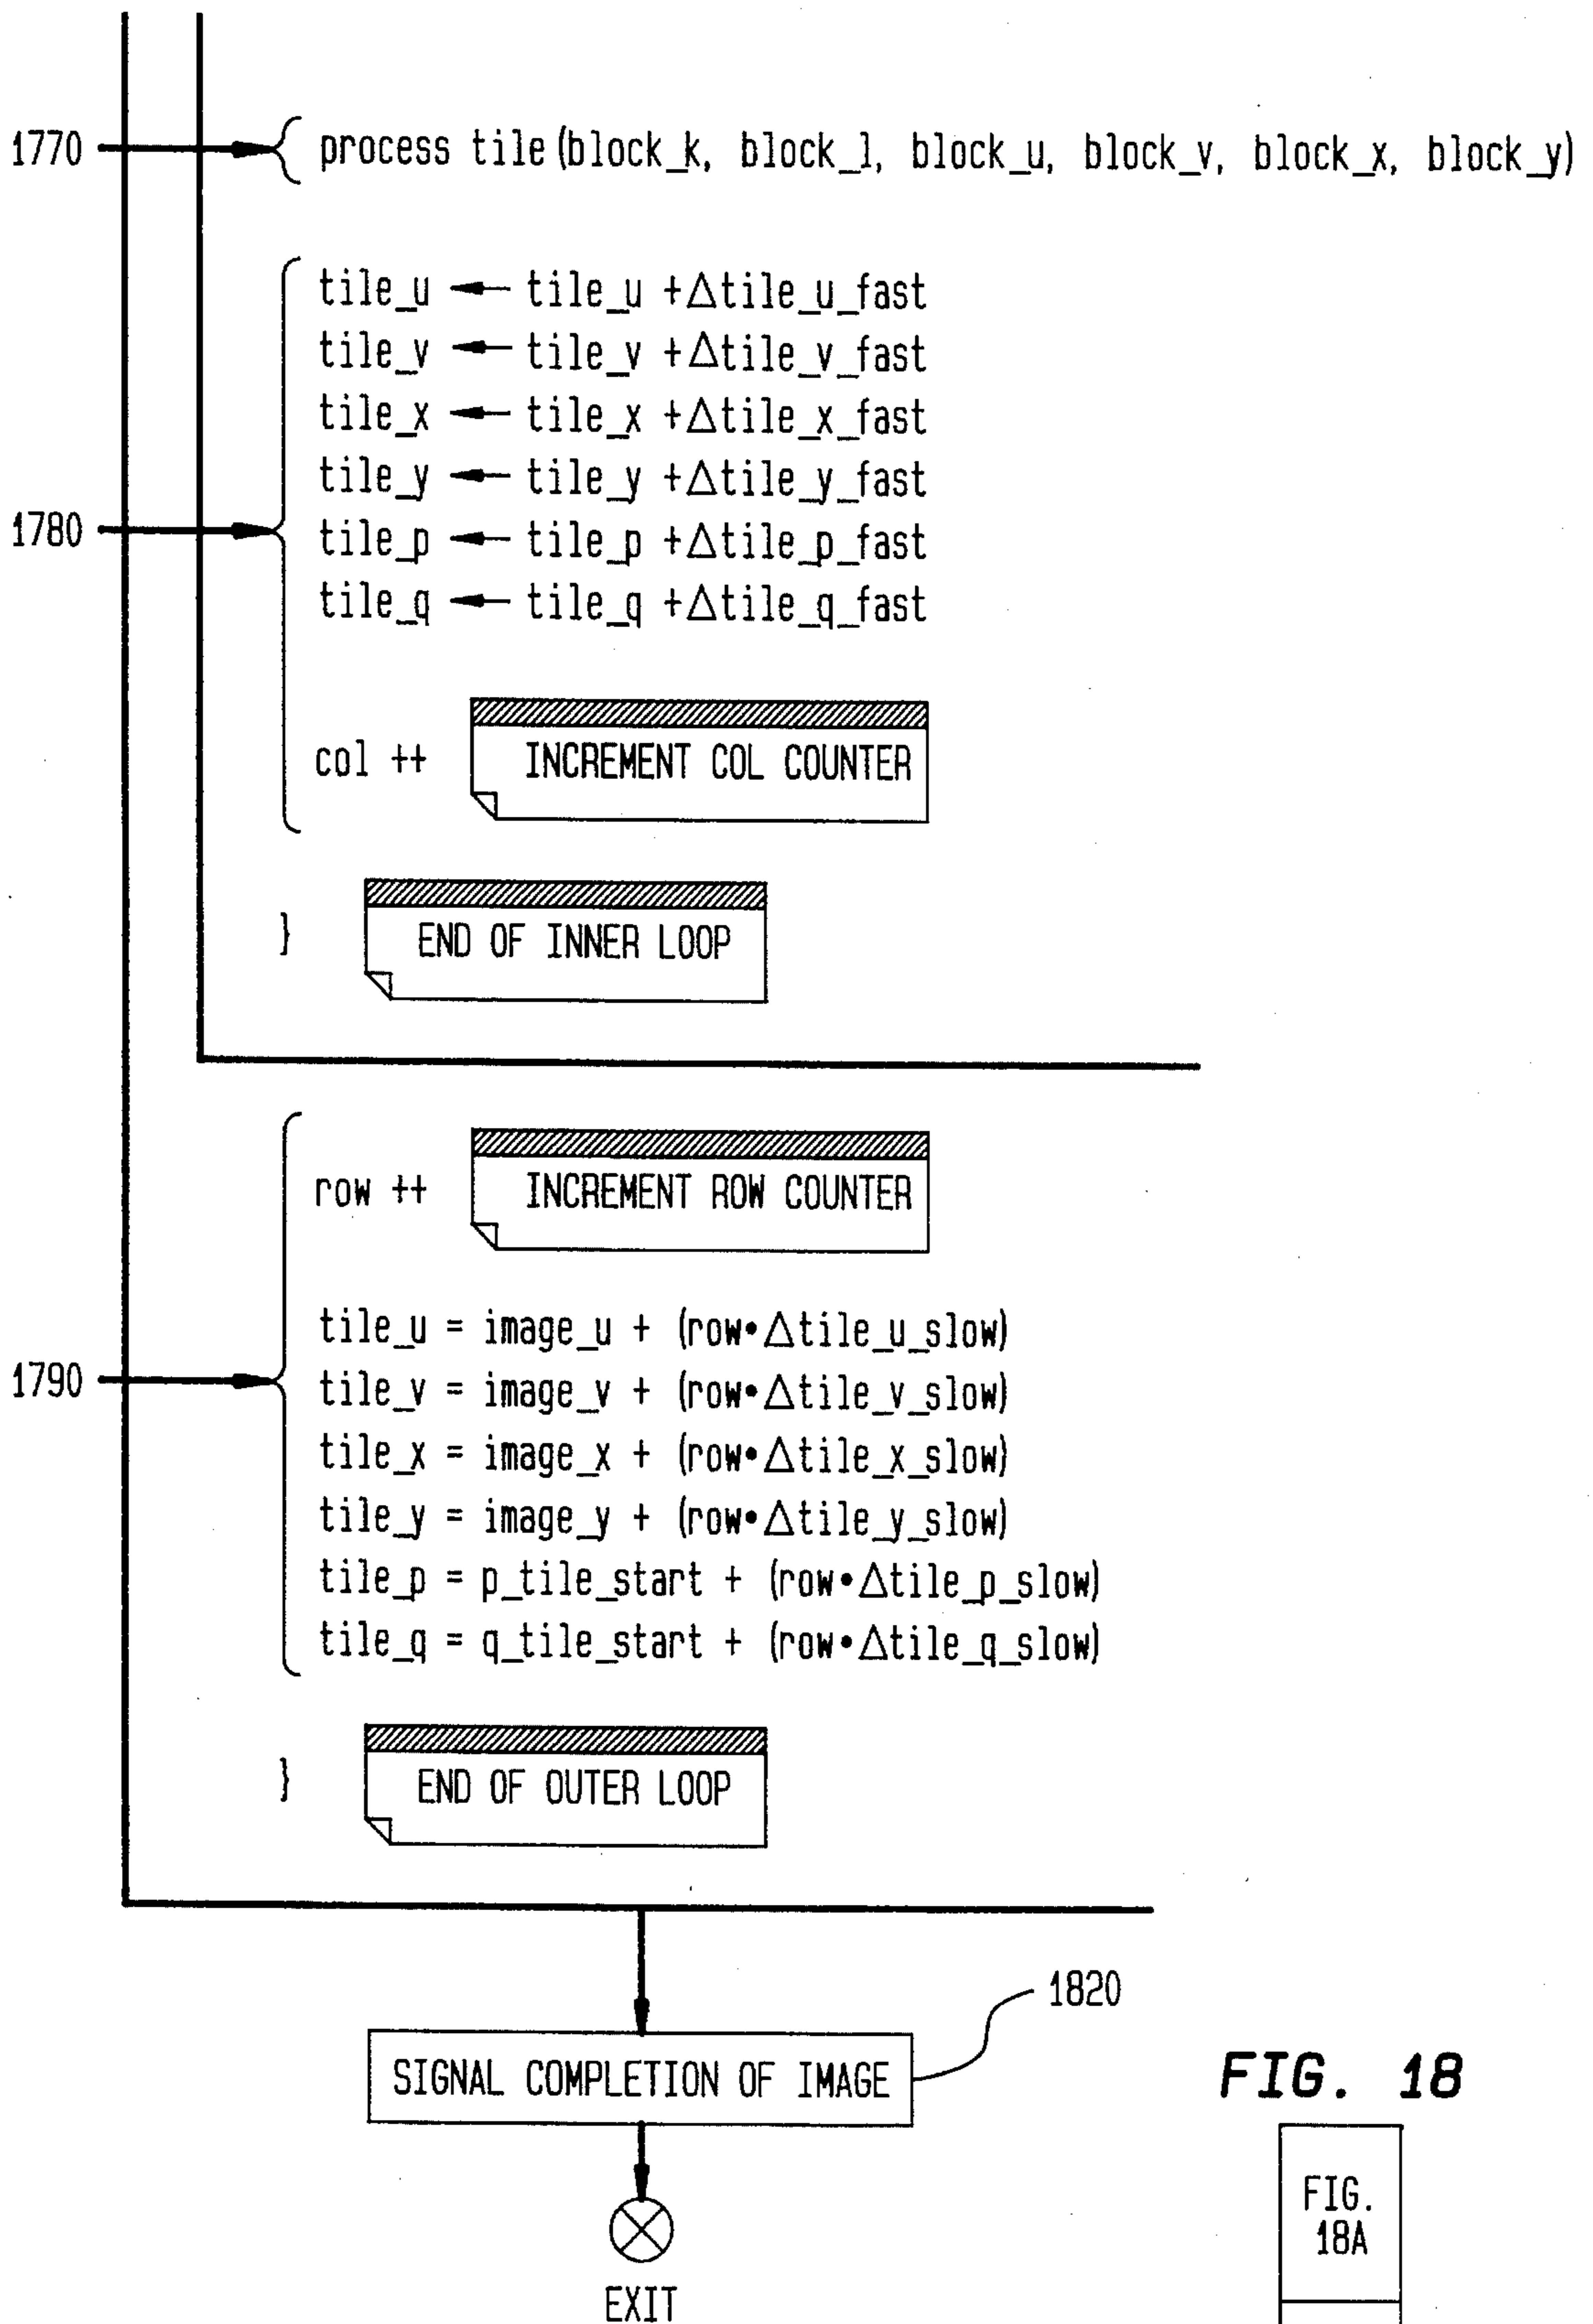 1770 { process tile(block_k, block_l, block_u, block_v, block_x, block_y)
tile_u ← tile_u +Δtile_u_fast
tile_v ← tile_v +Δtile_v_fast
tile_x ← tile_x +Δtile_x_fast
tile_y ← tile_y +Δtile_y_fast
1780 tile_p ← tile_p +Δtile_p_fast
tile_q ← tile_q +Δtile_q_fast
col ++ INCREMENT COL COUNTER
} END OF INNER LOOP
row ++ INCREMENT ROW COUNTER
tile_u = image_u + (row•Δtile_u_slow)
1790 tile_v = image_v + (row•Δtile_v_slow)
tile_x = image_x + (row•Δtile_x_slow)
tile_y = image_y + (row•Δtile_y_slow)
tile_p = p_tile_start + (row•Δtile_p_slow)
tile_q = q_tile_start + (row•Δtile_q_slow)
} END OF OUTER LOOP
1820
SIGNAL COMPLETION OF IMAGE
EXIT
FIG. 18
FIG.
18A